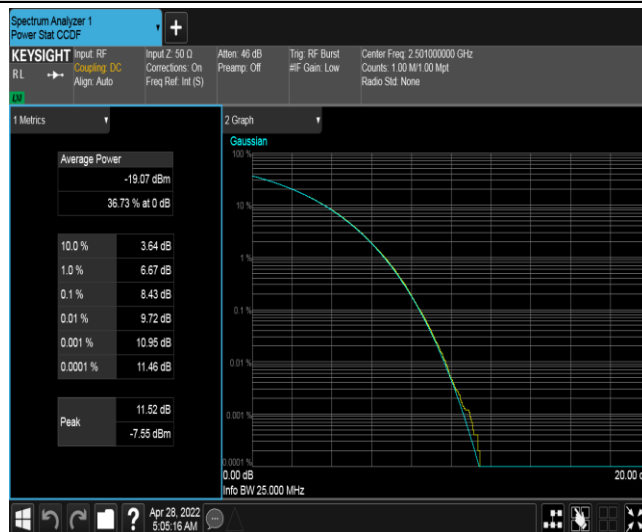 Spectrum Analyzer 1
Power Stat CCDF
+
KEYSIGHT
RL
LXI
Input: RF
Coupling: DC
Align: Auto
Input Z: 50 Ω
Corrections: On
Freq Ref: Int (S)
Atten: 46 dB
Preamp: Off
Trig: RF Burst
#IF Gain: Low
Center Freq: 2.501000000 GHz
Counts: 1.00 M/1.00 Mpt
Radio Std: None
1 Metrics
Average Power
-19.07 dBm
36.73 % at 0 dB
10.0 % 3.64 dB
1.0 % 6.67 dB
0.1 % 8.43 dB
0.01 % 9.72 dB
0.001 % 10.95 dB
0.0001 % 11.46 dB
Peak
11.52 dB
-7.55 dBm
2 Graph
Gaussian
100 %
10 %
1 %
0.1 %
0.01 %
0.001 %
0.0001 %
0.00 dB
20.00
Info BW 25.000 MHz
?
Apr 28, 2022
5:05:16 AM